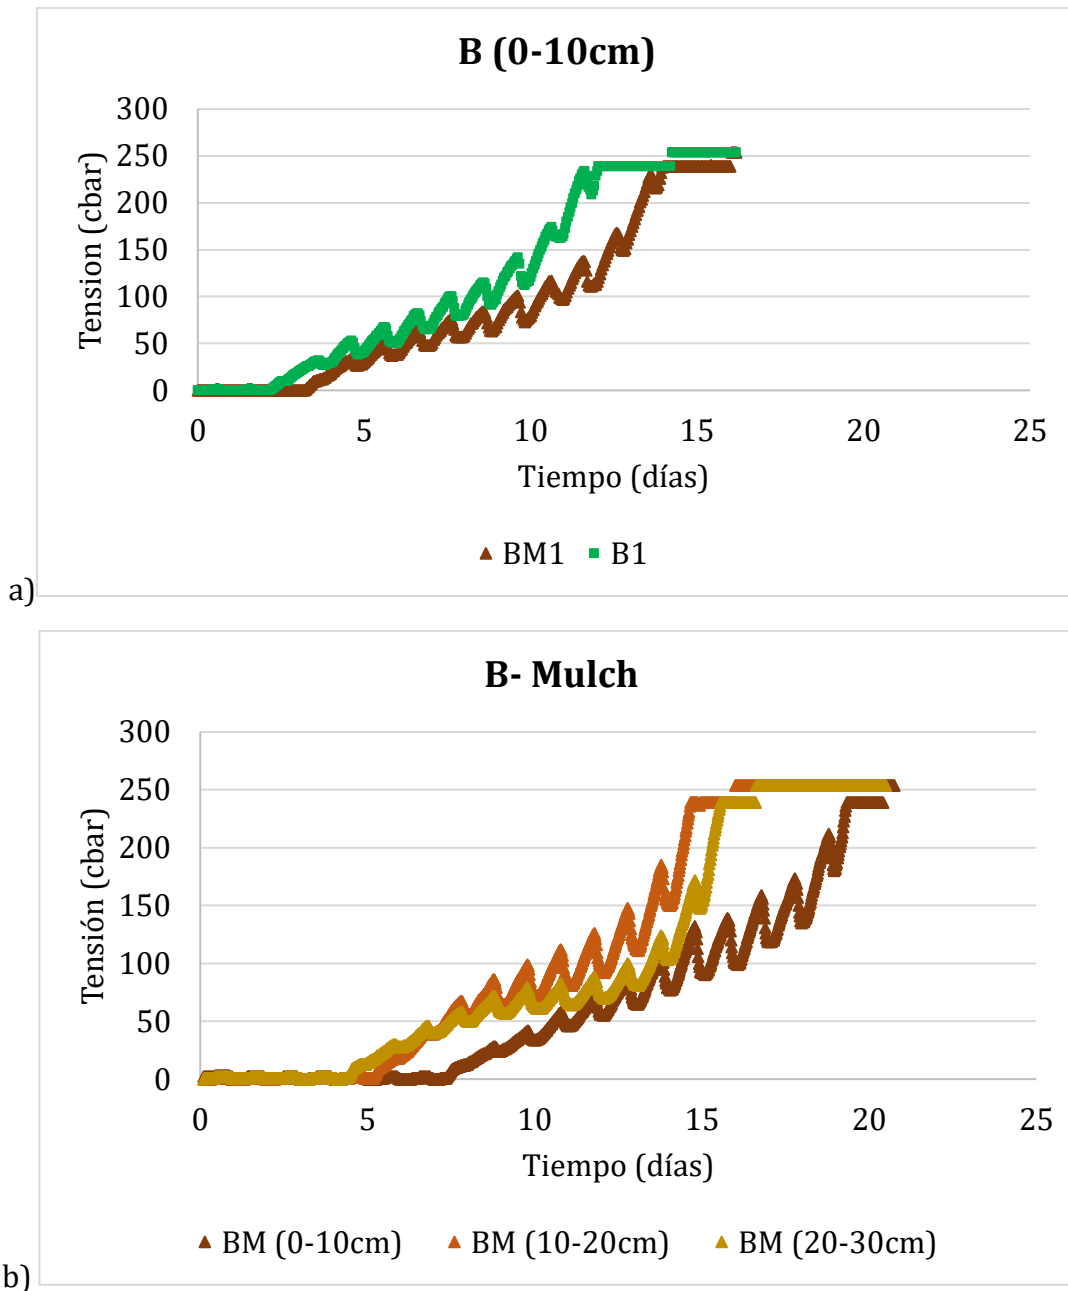 B (0-10cm)
300
250
200
150
100
50
0
Tension (cbar)
0 5 10 15 20 25
Tiempo (días)
BM1 B1
a)
B- Mulch
300
250
200
150
100
50
0
Tensión (cbar)
0 5 10 15 20 25
Tiempo (días)
BM (0-10cm) BM (10-20cm) BM (20-30cm)
b)